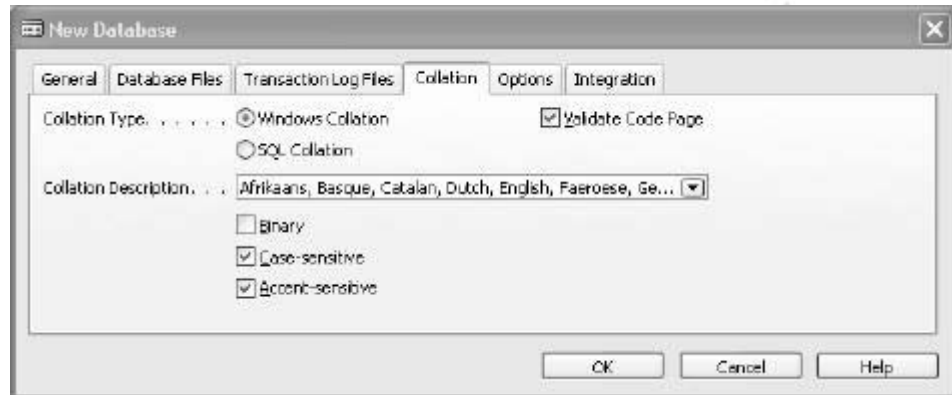 New Database
General Database Files Transaction Log Files Collation Options Integration
Collation Type. . . . . . Windows Collation Validate Code Page
SQL Collation
Collation Description. . . Afrikaans, Basque, Catalan, Dutch, English, Faeroese, Ge...
Binary
Case-sensitive
Accent-sensitive
OK Cancel Help